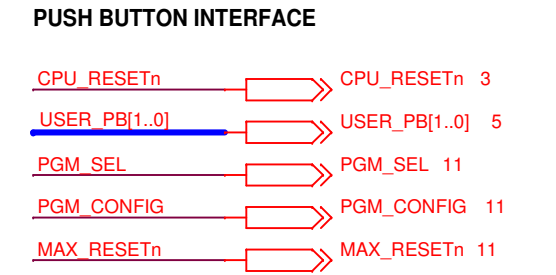 PUSH BUTTON INTERFACE
CPU_RESETn CPU_RESETn 3
USER_PB[1..0] USER_PB[1..0] 5
PGM_SEL PGM_SEL 11
PGM_CONFIG PGM_CONFIG 11
MAX_RESETn MAX_RESETn 11